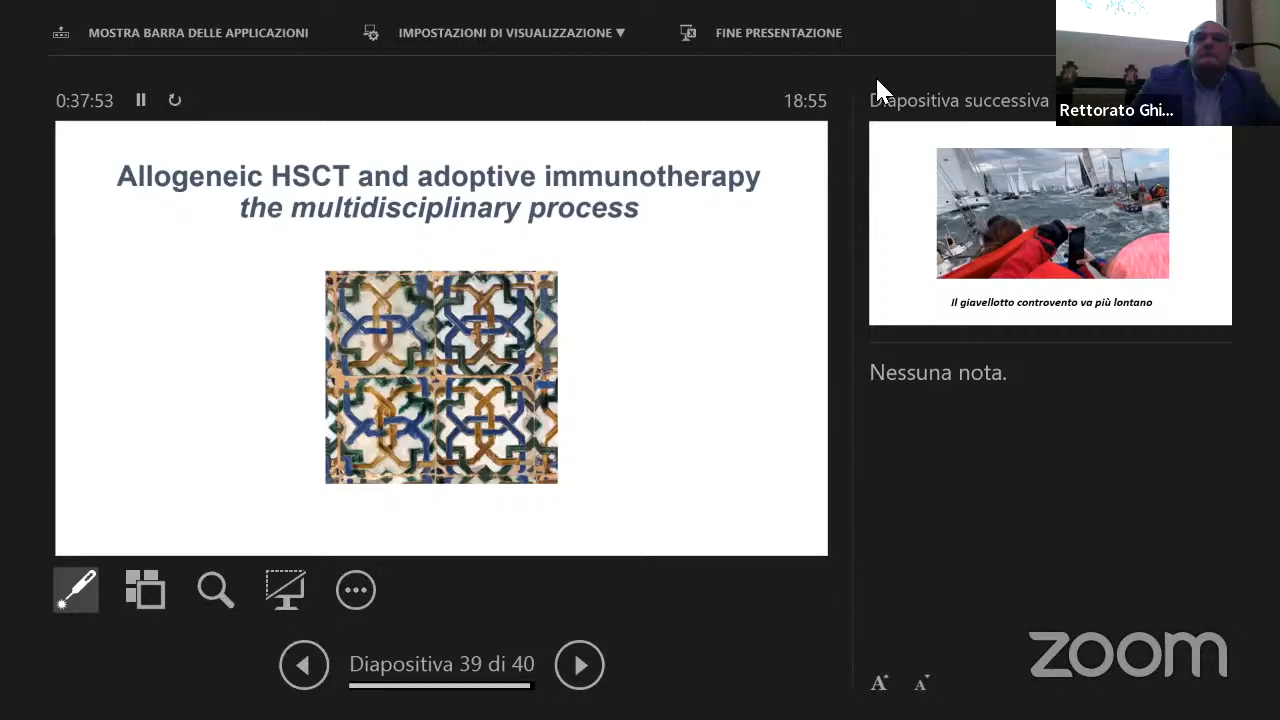 MOSTRA BARRA DELLE APPLICAZIONI
IMPOSTAZIONI DI VISUALIZZAZIONE ▼
FINE PRESENTAZIONE
Rettorato Ghi...
0:37:53
18:55
Diapositiva successiva
Allogeneic HSCT and adoptive immunotherapy
the multidisciplinary process
Il giavellotto controvento va più lontano
Nessuna nota.
Diapositiva 39 di 40
A A
zoom